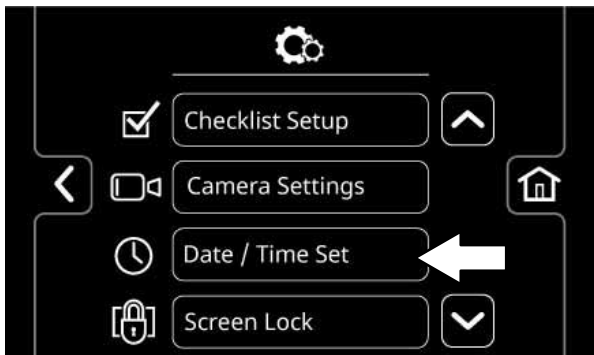 Checklist Setup
Camera Settings
Date / Time Set
Screen Lock